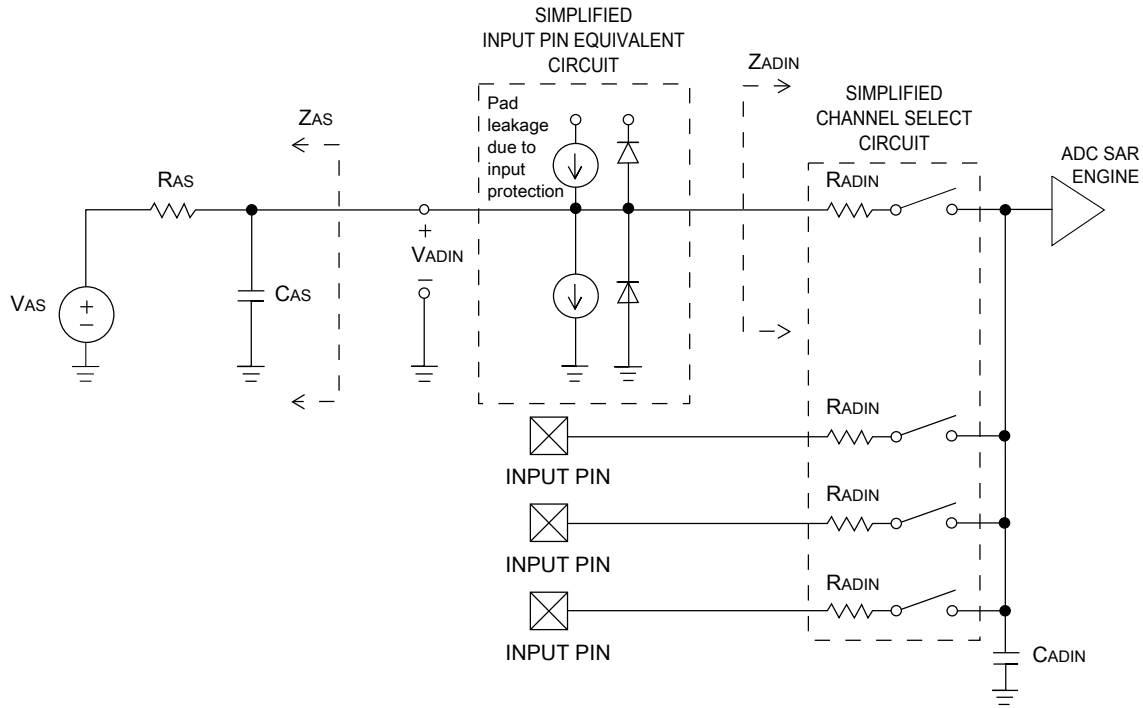 SIMPLIFIED
INPUT PIN EQUIVALENT
CIRCUIT
ZADIN
Pad
leakage
due to
input
protection
SIMPLIFIED
CHANNEL SELECT
CIRCUIT
ZAS
ADC SAR
ENGINE
RAS
RADIN
+
VADIN
–
VAS
+
–
CAS
RADIN
INPUT PIN
RADIN
INPUT PIN
RADIN
INPUT PIN
CADIN